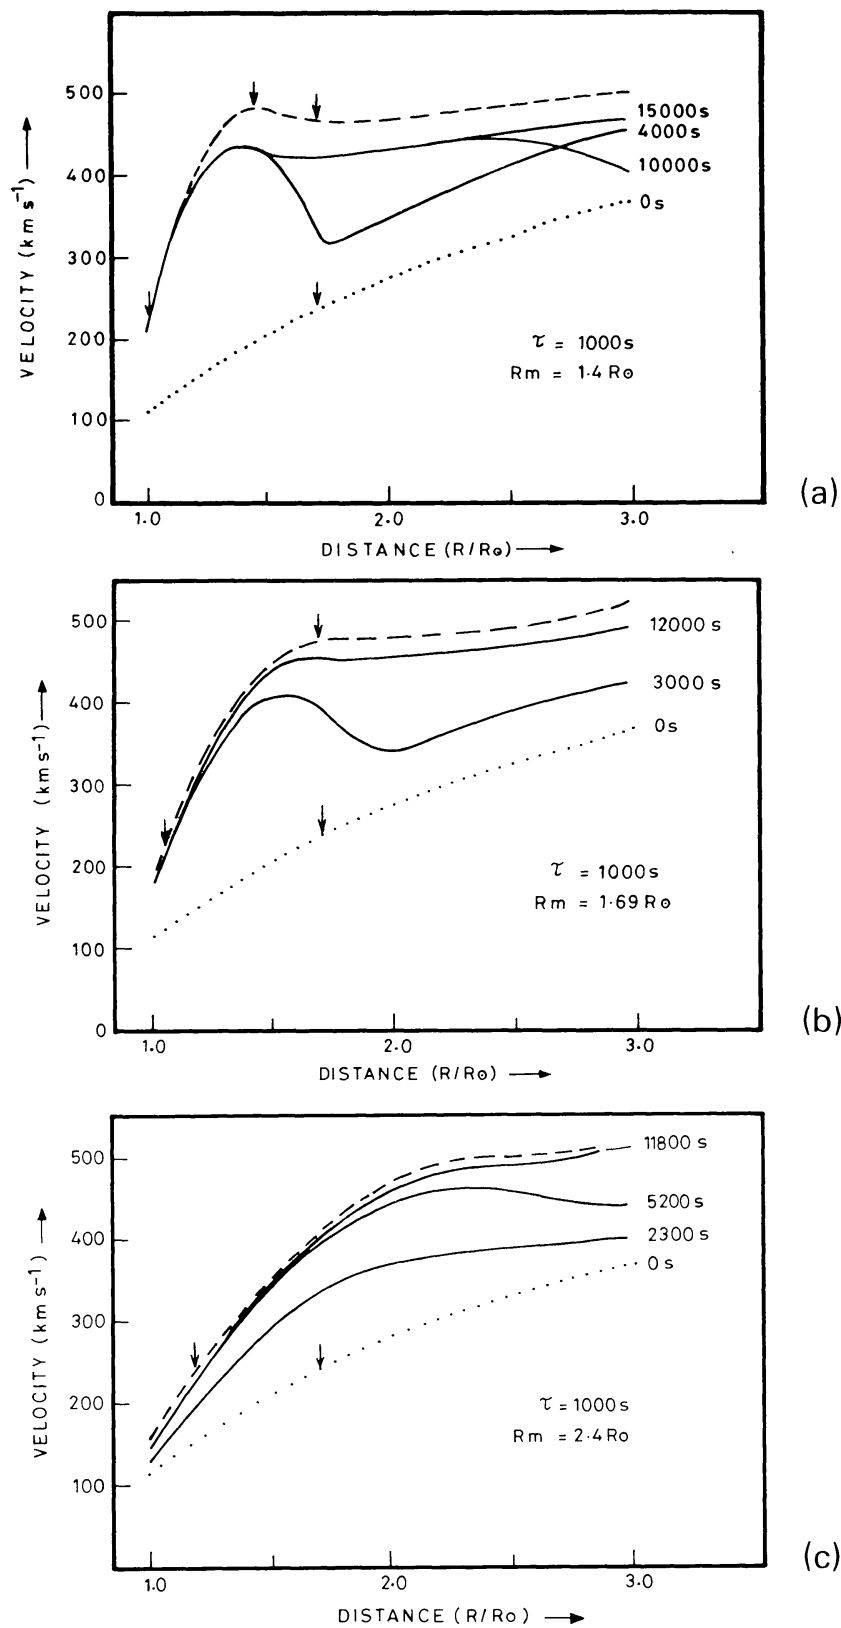 500
400
300
200
100
0
VELOCITY (km s⁻¹)
15000s
4000s
10000s
0s
τ = 1000s
Rm = 1·4 R⊙
1.0 2.0 3.0
DISTANCE (R/R⊙)
(a)
500
400
300
200
100
0
VELOCITY (km s⁻¹)
12000 s
3000 s
0s
τ = 1000s
Rm = 1·69 R⊙
1.0 2.0 3.0
DISTANCE (R/R⊙)
(b)
500
400
300
200
100
VELOCITY (km s⁻¹)
11800 s
5200s
2300 s
0s
τ = 1000s
Rm = 2·4 Ro
1.0 2.0 3.0
DISTANCE (R/Ro)
(c)